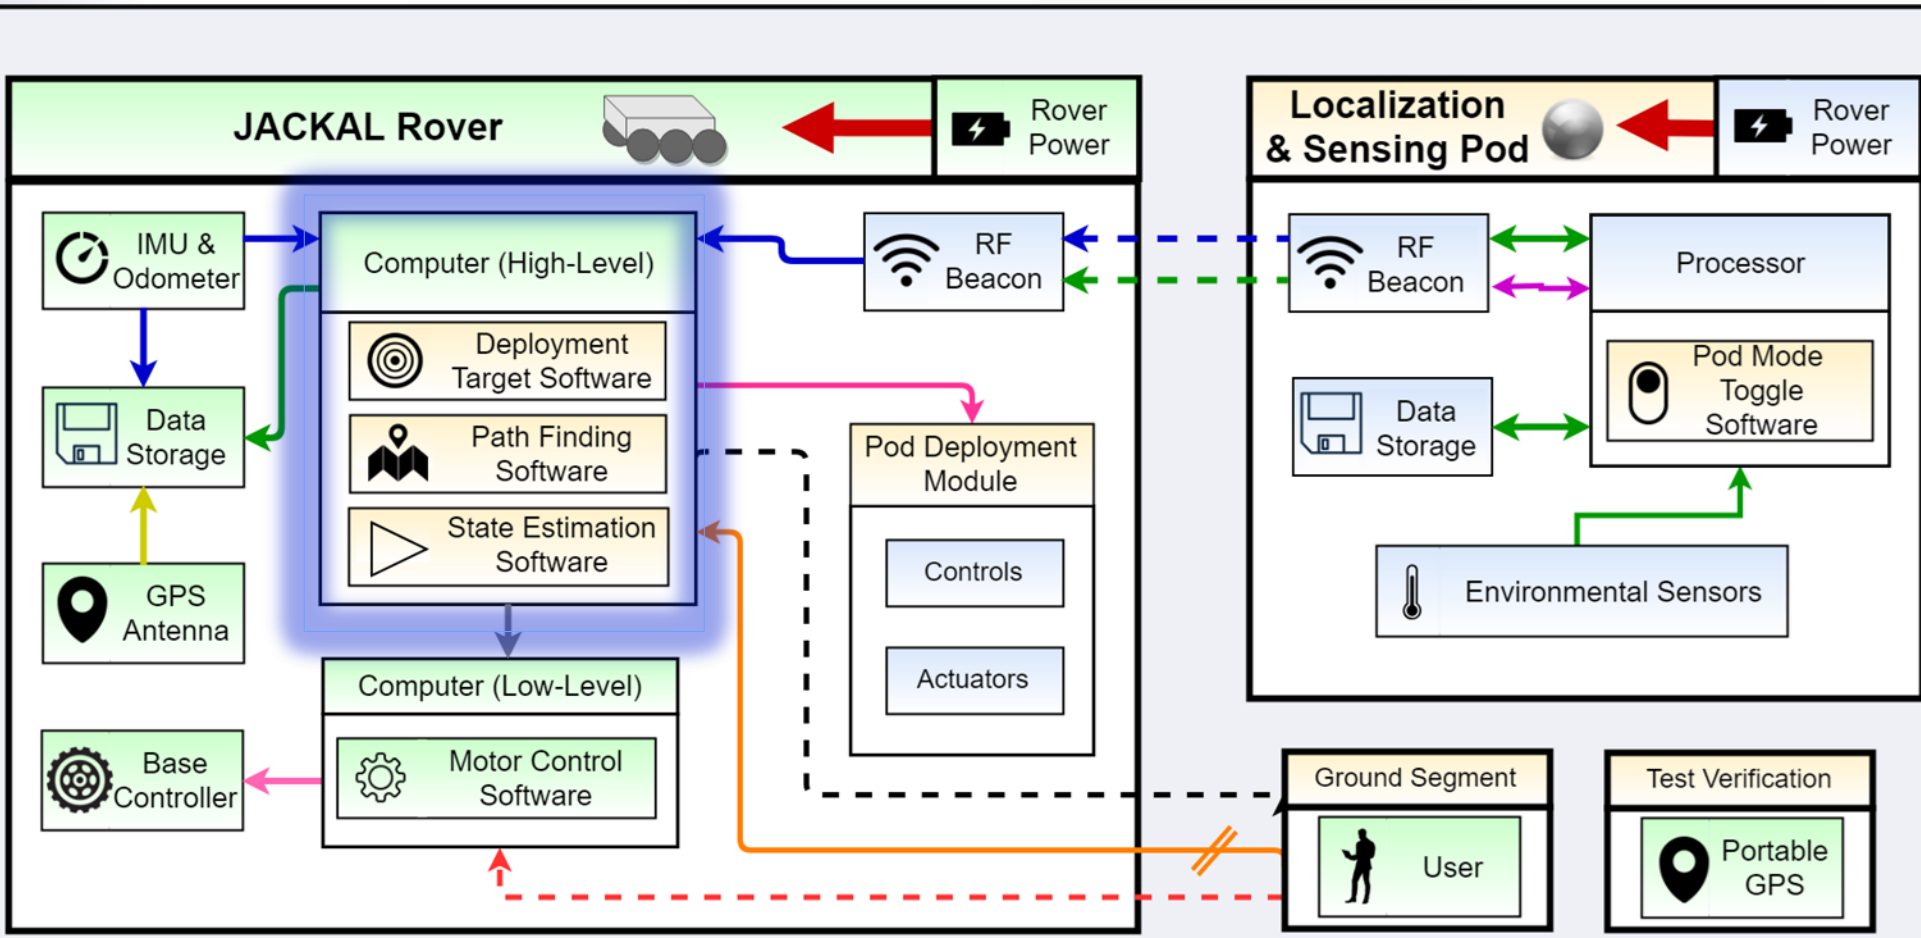 JACKAL Rover
Rover
Power
Localization
& Sensing Pod
Rover
Power
IMU &
Odometer
Computer (High-Level)
RF
Beacon
RF
Beacon
Processor
Deployment
Target Software
Pod Mode
Toggle
Software
Data
Storage
Path Finding
Software
Pod Deployment
Module
Data
Storage
State Estimation
Software
Controls
Environmental Sensors
GPS
Antenna
Actuators
Computer (Low-Level)
Base
Controller
Motor Control
Software
Ground Segment
Test Verification
User
Portable
GPS